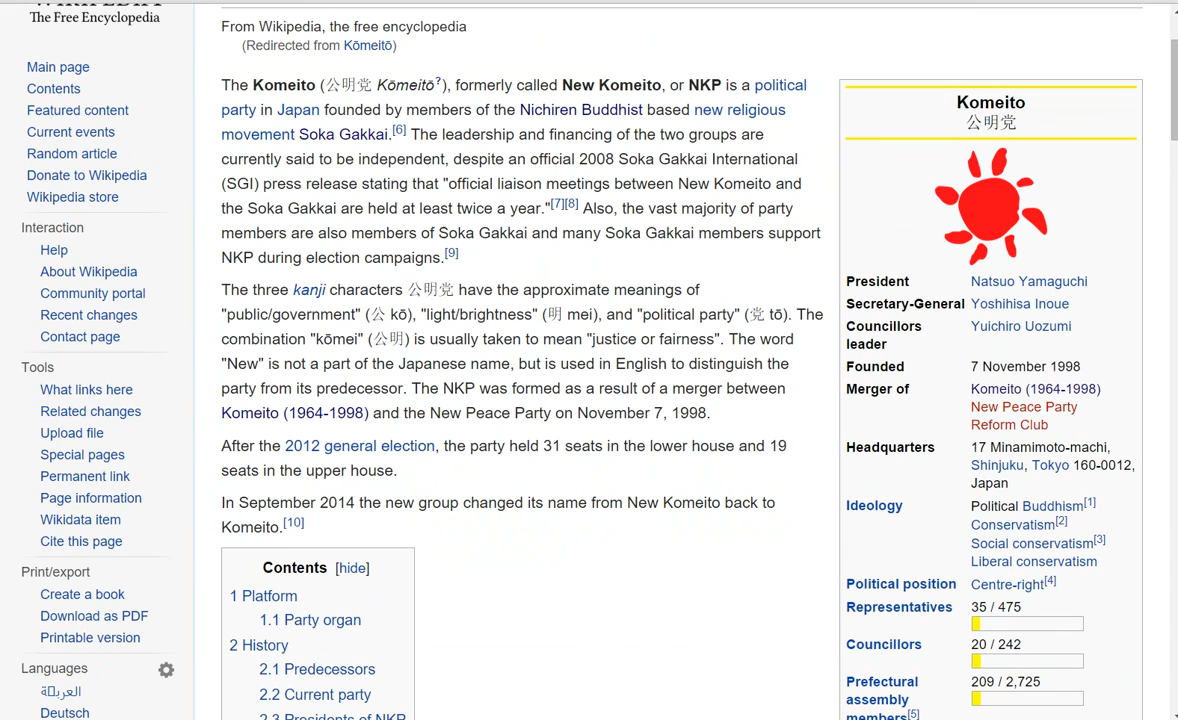 The Free Encyclopedia
Main page
Contents
Featured content
Current events
Random article
Donate to Wikipedia
Wikipedia store
Interaction
Help
About Wikipedia
Community portal
Recent changes
Contact page
Tools
What links here
Related changes
Upload file
Special pages
Permanent link
Page information
Wikidata item
Cite this page
Print/export
Create a book
Download as PDF
Printable version
Languages
Deutsch
From Wikipedia, the free encyclopedia
(Redirected from Kōmeitō)
The Komeito (公明党 Kōmeitō?), formerly called New Komeito, or NKP is a political
party in Japan founded by members of the Nichiren Buddhist based new religious
movement Soka Gakkai.[6] The leadership and financing of the two groups are
currently said to be independent, despite an official 2008 Soka Gakkai International
(SGI) press release stating that "official liaison meetings between New Komeito and
the Soka Gakkai are held at least twice a year."[7][8] Also, the vast majority of party
members are also members of Soka Gakkai and many Soka Gakkai members support
NKP during election campaigns.[9]
The three kanji characters 公明党 have the approximate meanings of
"public/government" (公 kō), "light/brightness" (明 mei), and "political party" (党 tō). The
combination "kōmei" (公明) is usually taken to mean "justice or fairness". The word
"New" is not a part of the Japanese name, but is used in English to distinguish the
party from its predecessor. The NKP was formed as a result of a merger between
Komeito (1964-1998) and the New Peace Party on November 7, 1998.
After the 2012 general election, the party held 31 seats in the lower house and 19
seats in the upper house.
In September 2014 the new group changed its name from New Komeito back to
Komeito.[10]
Contents [hide]
1 Platform
1.1 Party organ
2 History
2.1 Predecessors
2.2 Current party
2.3 Presidents of NKP
Komeito
公明党
President Natsuo Yamaguchi
Secretary-General Yoshihisa Inoue
Councillors Yuichiro Uozumi
leader
Founded 7 November 1998
Merger of Komeito (1964-1998)
New Peace Party
Reform Club
Headquarters 17 Minamimoto-machi,
Shinjuku, Tokyo 160-0012,
Japan
Ideology Political Buddhism[1]
Conservatism[2]
Social conservatism[3]
Liberal conservatism
Political position Centre-right[4]
Representatives 35 / 475
Councillors 20 / 242
Prefectural 209 / 2,725
assembly
members[5]